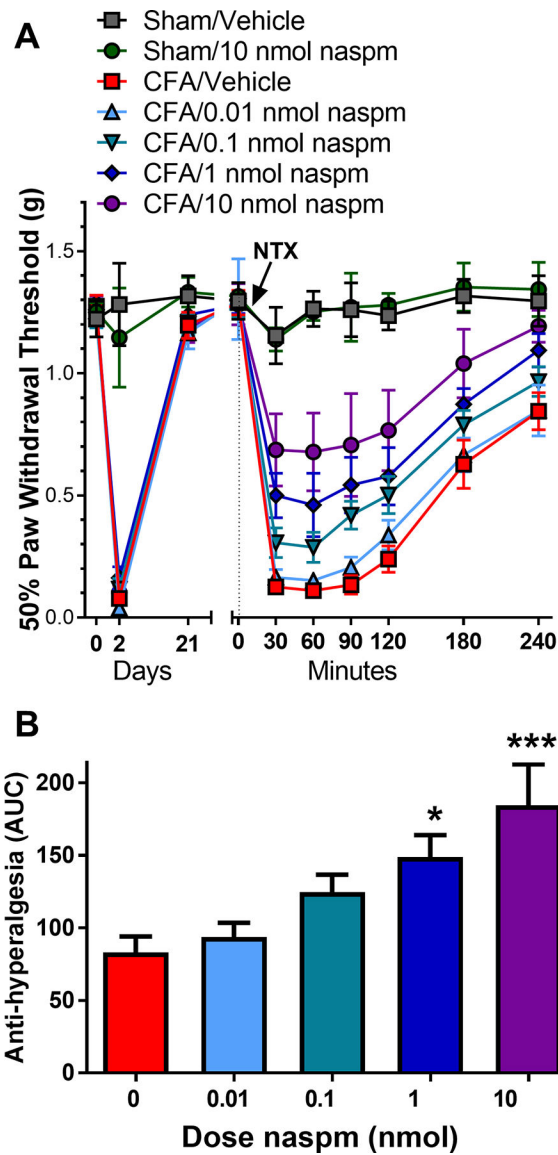 A
Sham/Vehicle
Sham/10 nmol naspm
CFA/Vehicle
CFA/0.01 nmol naspm
CFA/0.1 nmol naspm
CFA/1 nmol naspm
CFA/10 nmol naspm
50% Paw Withdrawal Threshold (g)
1.5
1.0
0.5
0.0
NTX
0 2 21 0 30 60 90 120 180 240
Days Minutes
B
Anti-hyperalgesia (AUC)
200
150
100
50
0
* ***
0 0.01 0.1 1 10
Dose naspm (nmol)